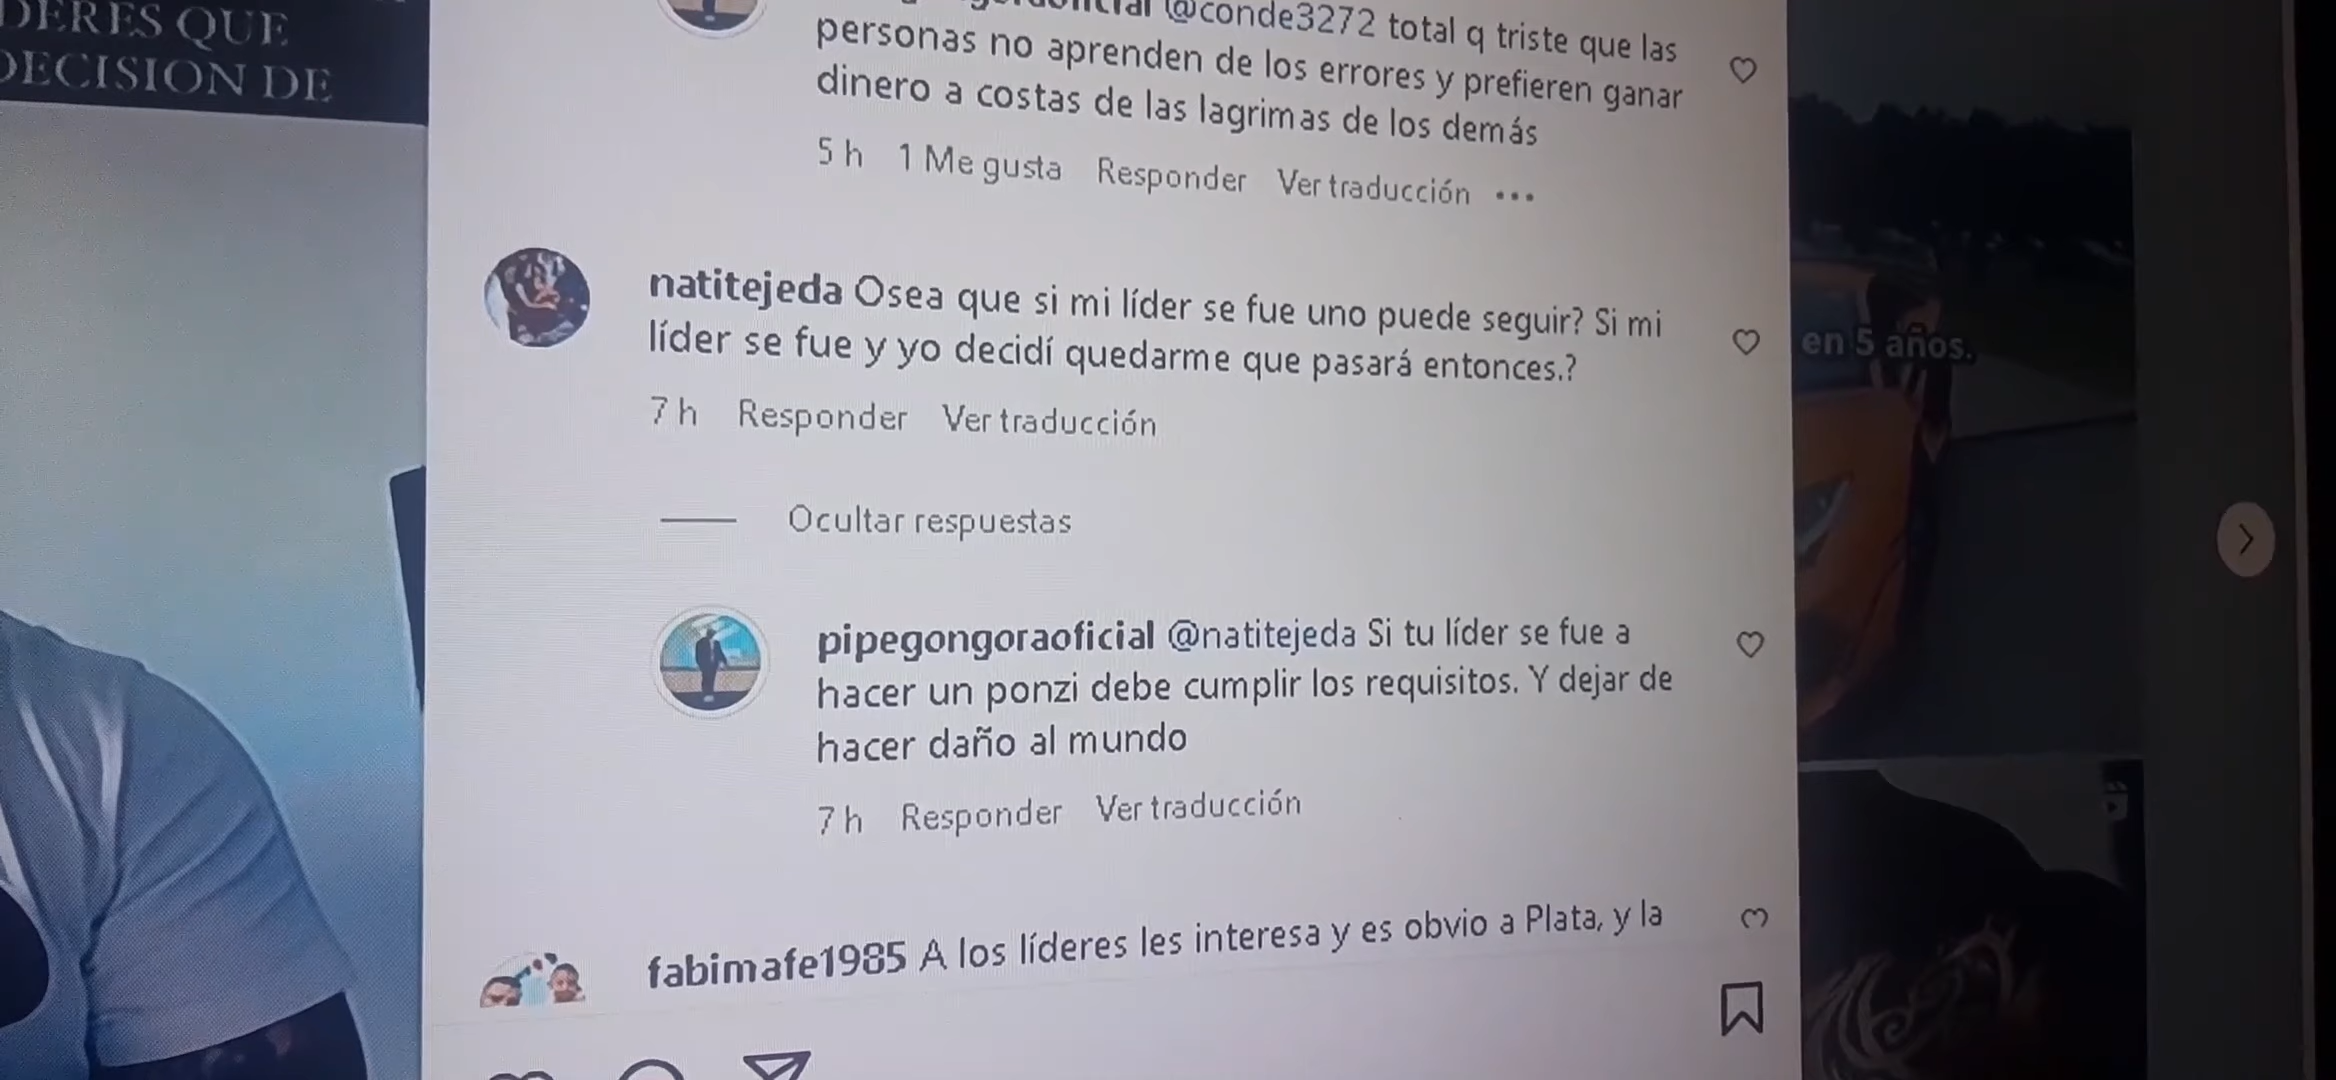 DERES QUE
DECISION DE
@conde3272 total q triste que las
personas no aprenden de los errores y prefieren ganar
dinero a costas de las lagrimas de los demás
5 h 1 Me gusta Responder Ver traducción
natitejeda Osea que si mi líder se fue uno puede seguir? Si mi
líder se fue y yo decidí quedarme que pasará entonces.?
7 h Responder Ver traducción
Ocultar respuestas
pipegongoraoficial @natitejeda Si tu líder se fue a
hacer un ponzi debe cumplir los requisitos. Y dejar de
hacer daño al mundo
7 h Responder Ver traducción
fabimafe1985 A los líderes les interesa y es obvio a Plata, y la
en 5 años.